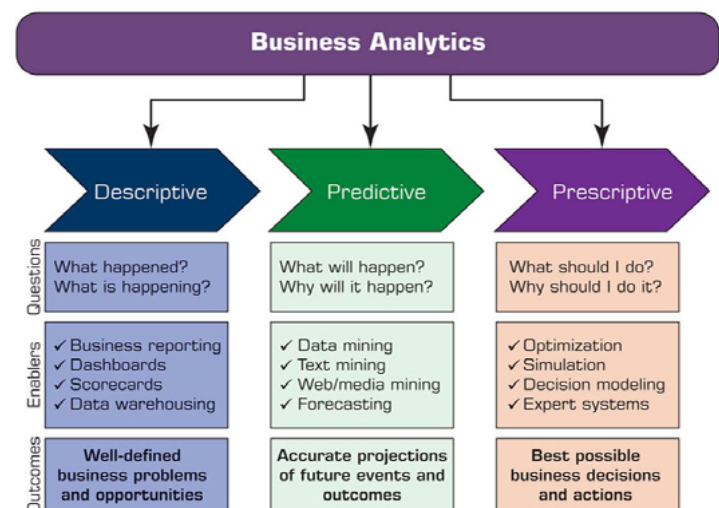 Business Analytics
Descriptive
Predictive
Prescriptive
Questions
What happened?
What is happening?
What will happen?
Why will it happen?
What should I do?
Why should I do it?
Enablers
✓ Business reporting
✓ Dashboards
✓ Scorecards
✓ Data warehousing
✓ Data mining
✓ Text mining
✓ Web/media mining
✓ Forecasting
✓ Optimization
✓ Simulation
✓ Decision modeling
✓ Expert systems
Outcomes
Well-defined
business problems
and opportunities
Accurate projections
of future events and
outcomes
Best possible
business decisions
and actions